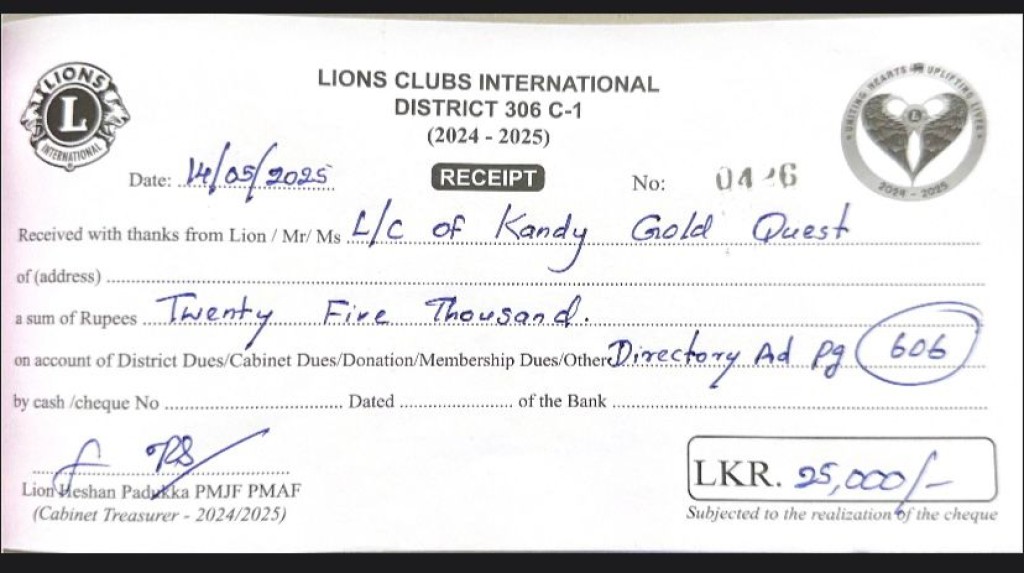 LIONS
L
INTERNATIONAL
LIONS CLUBS INTERNATIONAL
DISTRICT 306 C-1
(2024 - 2025)
UNITING HEARTS UPLIFTING LIVES
L
2024 - 2025
Date: 14/05/2025 RECEIPT No:
Received with thanks from Lion / Mr/ Ms L/C of Kandy Gold Quest
of (address)
a sum of Rupees Twenty Five Thousand.
on account of District Dues/Cabinet Dues/Donation/Membership Dues/Other Directory Ad pg 606
by cash /cheque No Dated of the Bank
Lion Heshan Padukka PMJF PMAF
(Cabinet Treasurer - 2024/2025)
LKR. 25,000/-
Subjected to the realization of the cheque